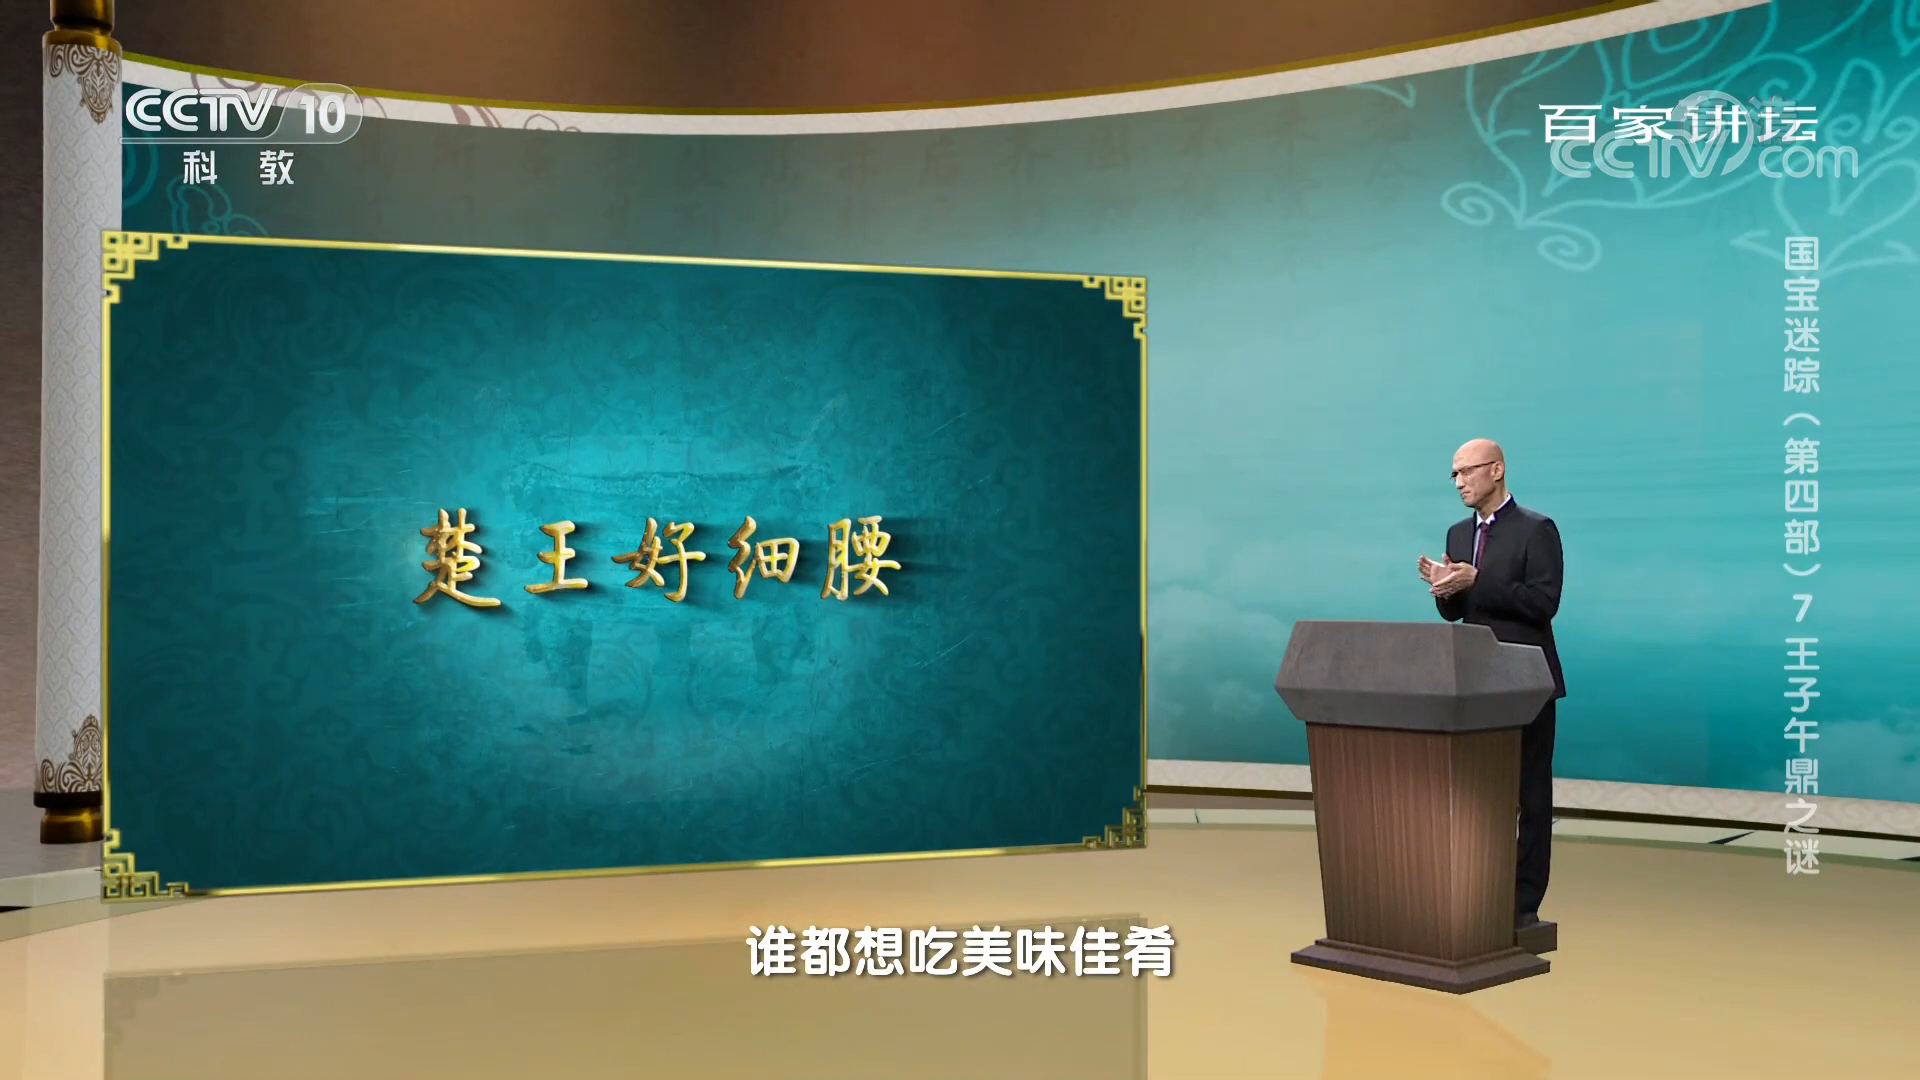 CCTV 10
科教
百家讲坛
CCTV.com
国宝迷踪（第四部）7 王子午鼎之谜
楚王好细腰
谁都想吃美味佳肴